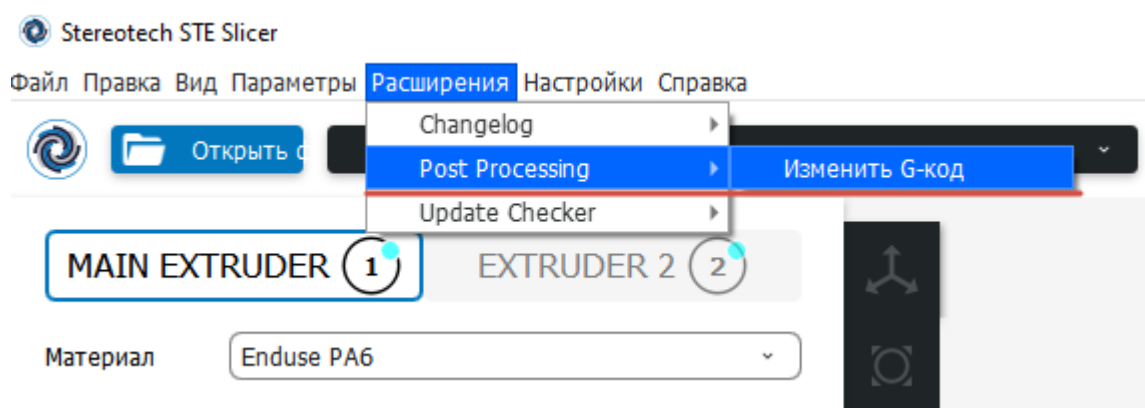 Stereotech STE Slicer
Файл Правка Вид Параметры Расширения Настройки Справка
Changelog
Открыть
Post Processing Изменить G-код
Update Checker
MAIN EXTRUDER 1 EXTRUDER 2 2
Материал Enduse PA6